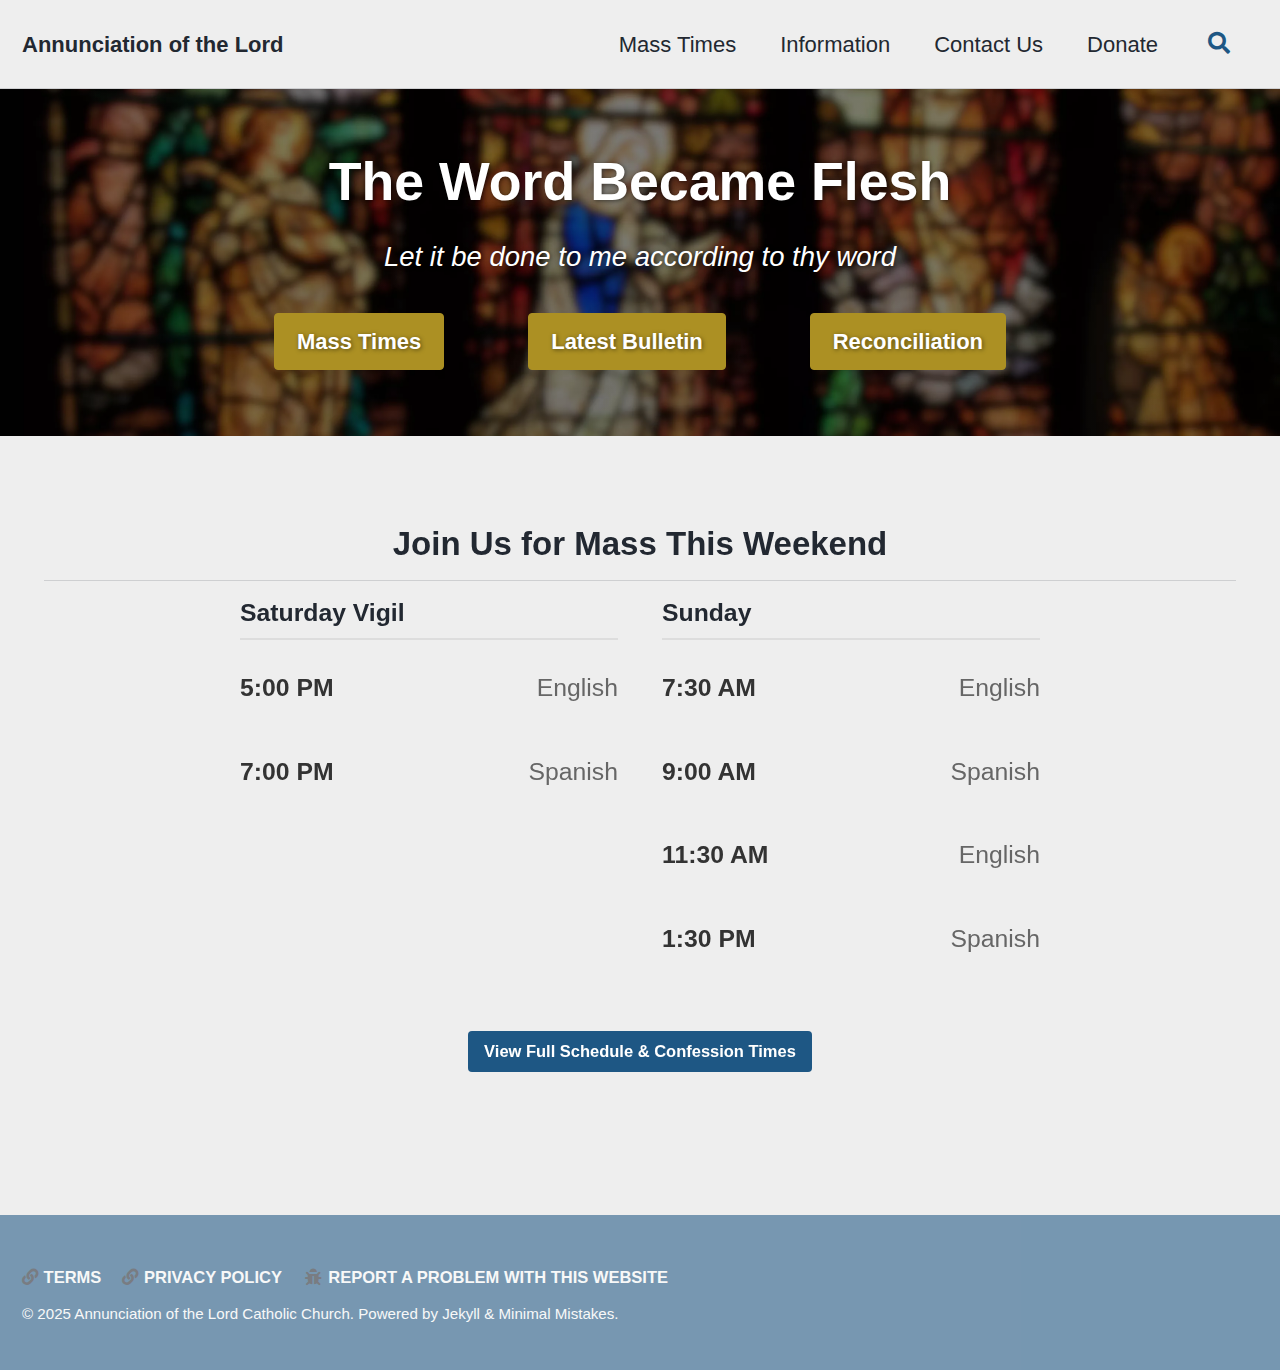 Annunciation of the Lord
Mass Times Information Contact Us Donate
The Word Became Flesh
Let it be done to me according to thy word
Mass Times Latest Bulletin Reconciliation
Join Us for Mass This Weekend
Saturday Vigil
5:00 PM English
7:00 PM Spanish
Sunday
7:30 AM English
9:00 AM Spanish
11:30 AM English
1:30 PM Spanish
View Full Schedule & Confession Times
TERMS PRIVACY POLICY REPORT A PROBLEM WITH THIS WEBSITE
© 2025 Annunciation of the Lord Catholic Church. Powered by Jekyll & Minimal Mistakes.